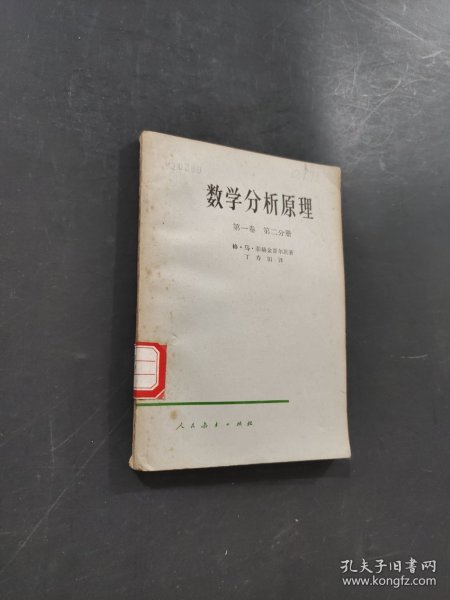 数学分析原理
第一卷 第二分册
格·马·菲赫金哥尔茨著
丁寿田译
人民教育出版社
孔夫子旧书网
www.kongfz.com